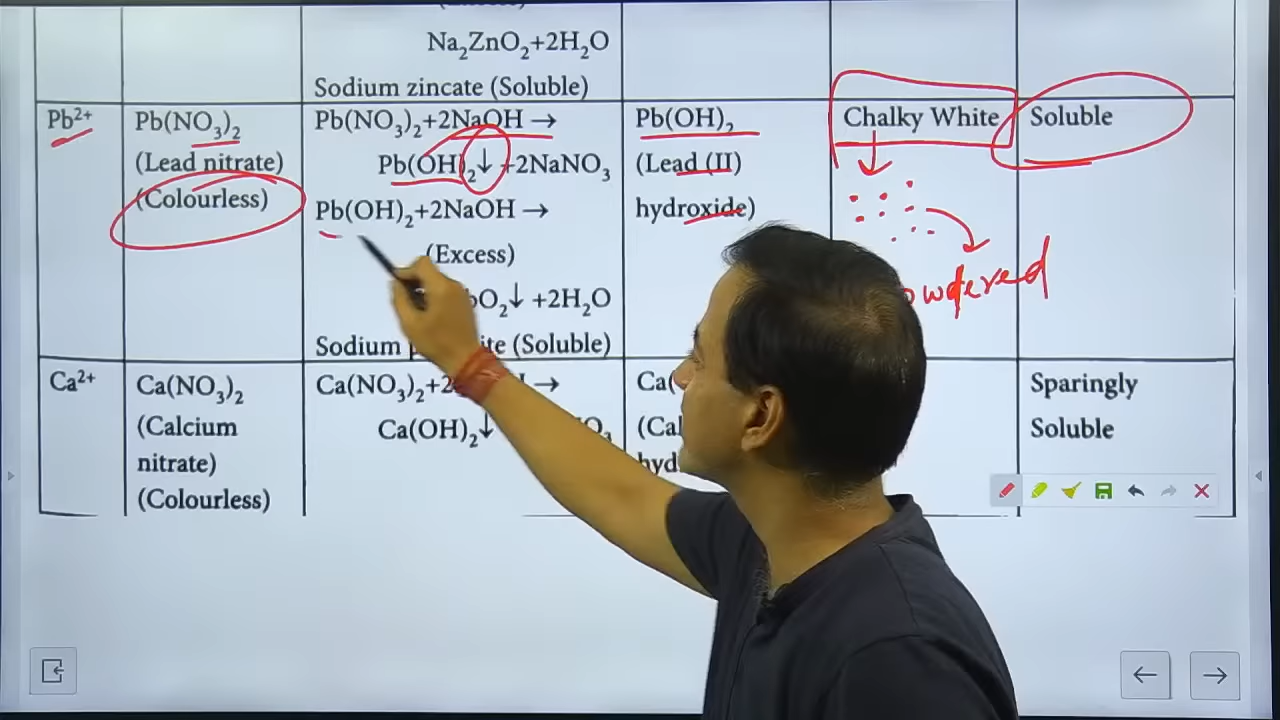 Na₂ZnO₂+2H₂O
Sodium zincate (Soluble)
Pb²⁺
Pb(NO₃)₂
(Lead nitrate)
(Colourless)
Pb(NO₃)₂+2NaOH →
Pb(OH)₂↓ +2NaNO₃
Pb(OH)₂+2NaOH →
(Excess)
O₂↓ +2H₂O
Sodium (Soluble)
Pb(OH)₂
(Lead (II)
hydroxide)
Chalky White
Soluble
Ca²⁺
Ca(NO₃)₂
(Calcium
nitrate)
(Colourless)
Ca(NO₃)₂+2 →
Ca(OH)₂↓
Sparingly
Soluble